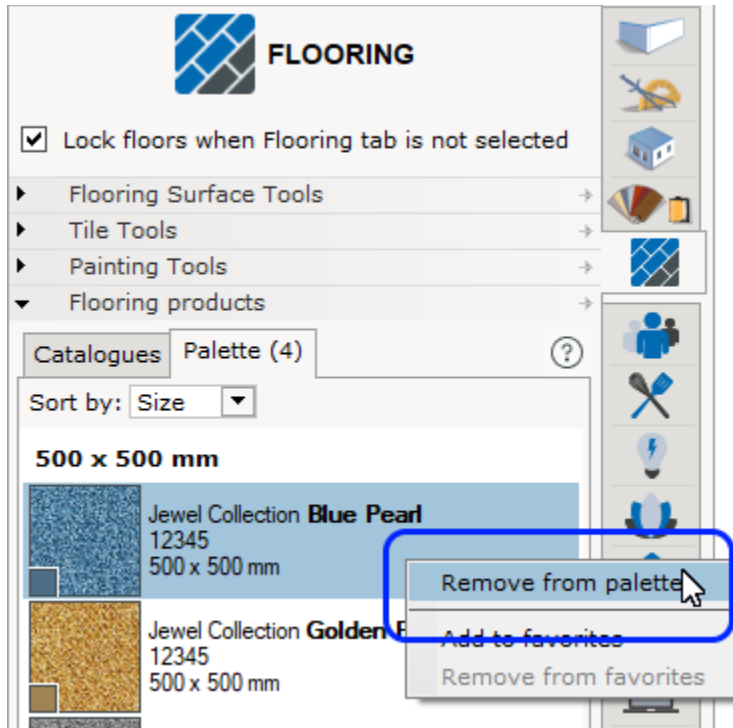 FLOORING
Lock floors when Flooring tab is not selected
Flooring Surface Tools
Tile Tools
Painting Tools
Flooring products
Catalogues Palette (4)
Sort by: Size
500 x 500 mm
Jewel Collection Blue Pearl
12345
500 x 500 mm
Remove from palette
Jewel Collection Golden
12345
500 x 500 mm
Add to favorites
Remove from favorites